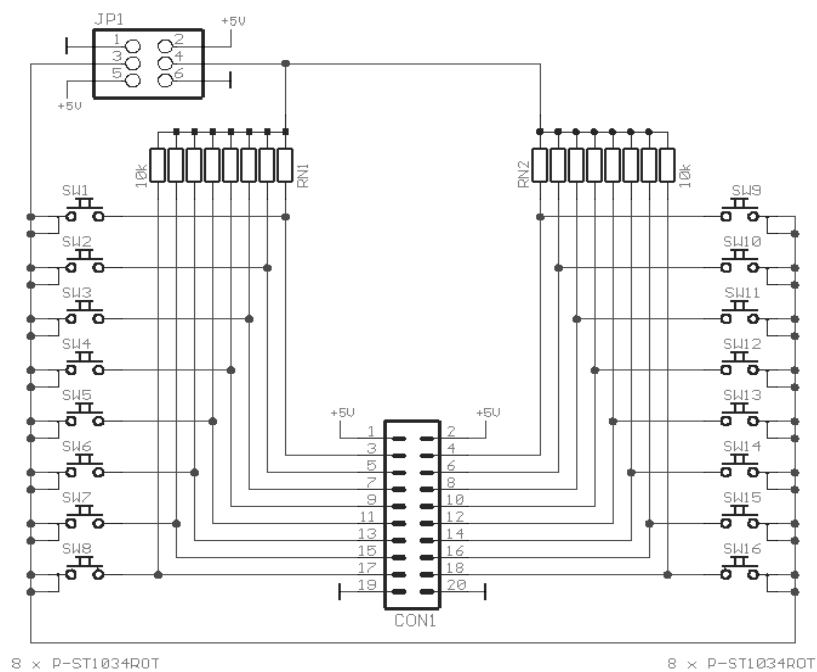 JP1
+5V
1 2
3 4
5 6
+5V
10k RN1 RN2 10k
SW1 SW9
SW2 SW10
SW3 SW11
SW4 SW12
SW5 SW13
+5V +5V
1 2
3 4
SW6 SW14
5 6
7 8
SW7 SW15
9 10
11 12
13 14
SW8 SW16
15 16
17 18
19 20
CON1
8 x P-ST1034ROT 8 x P-ST1034ROT